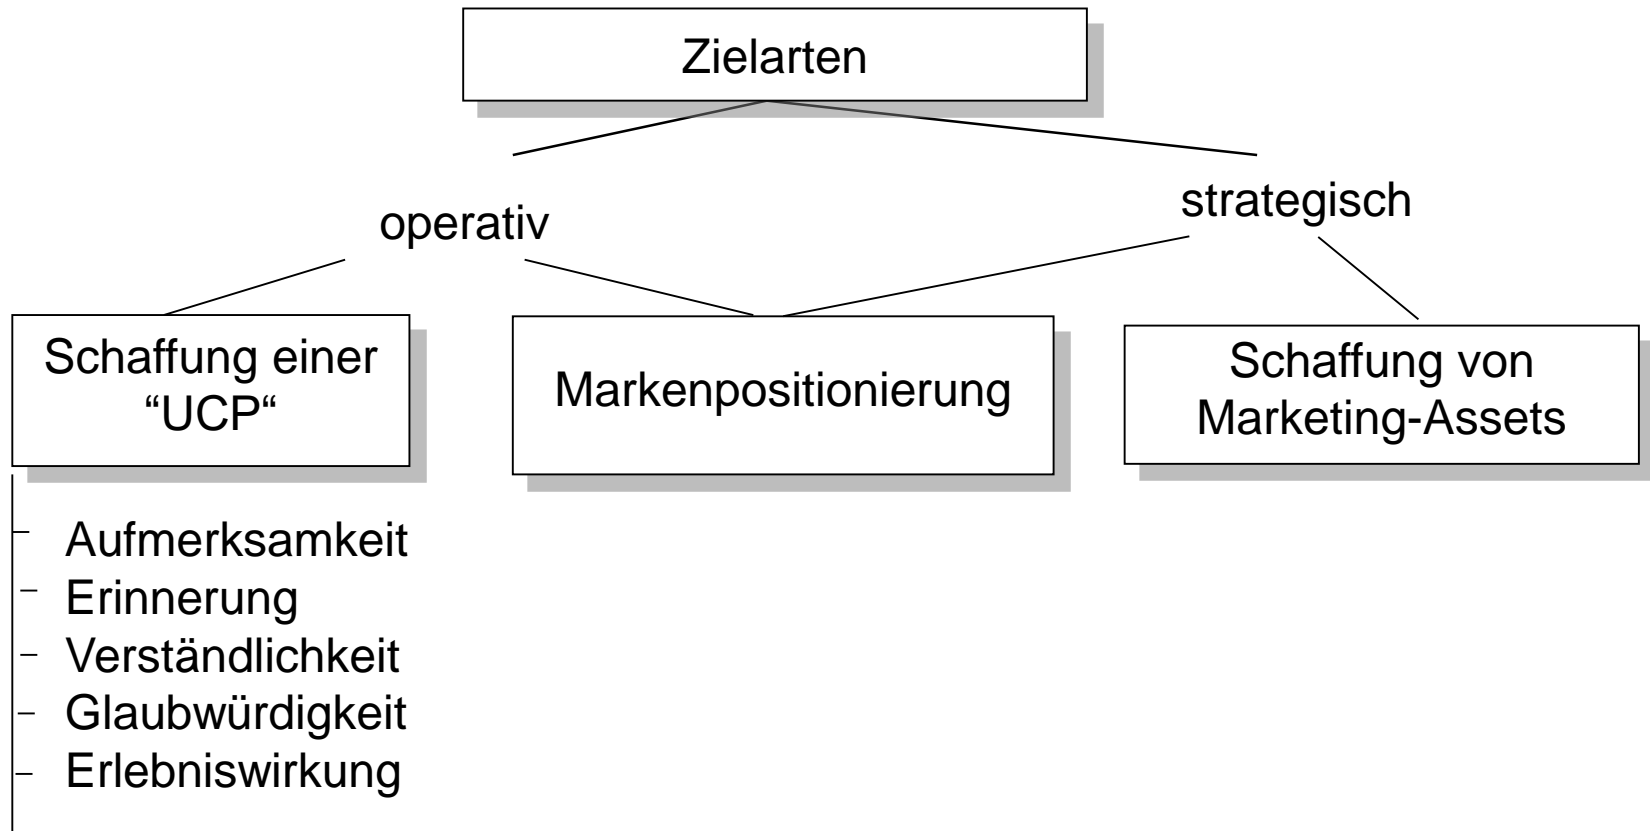 Zielarten
operativ
strategisch
Schaffung einer
“UCP“
Markenpositionierung
Schaffung von
Marketing-Assets
Aufmerksamkeit
Erinnerung
Verständlichkeit
Glaubwürdigkeit
Erlebniswirkung